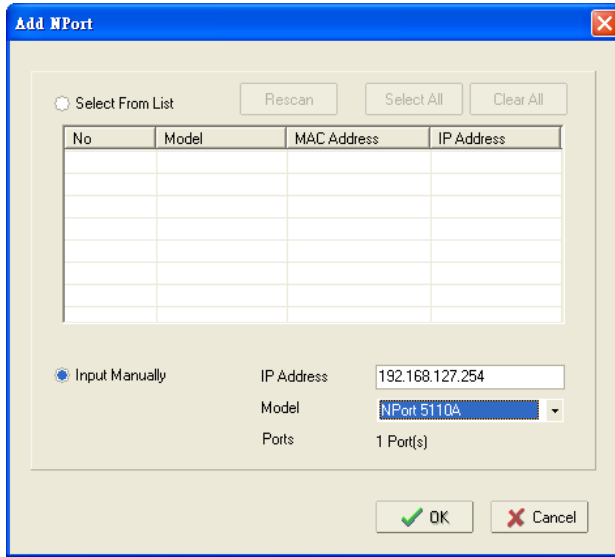 Add NPort
Select From List Rescan Select All Clear All
No Model MAC Address IP Address
Input Manually IP Address 192.168.127.254
Model NPort 5110A
Ports 1 Port(s)
OK Cancel